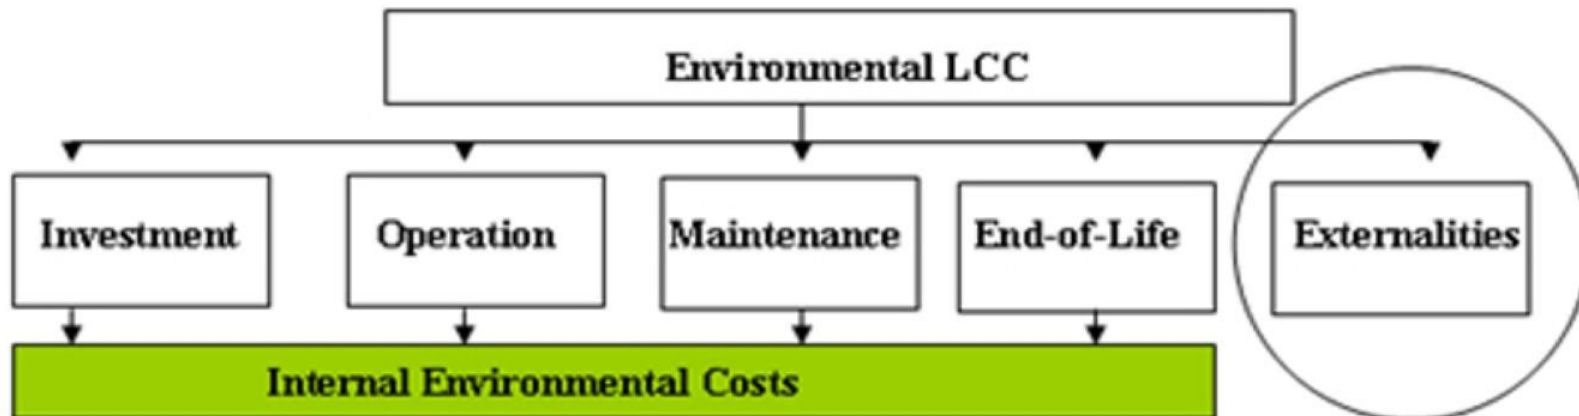 Environmental LCC
Investment
Operation
Maintenance
End-of-Life
Externalities
Internal Environmental Costs